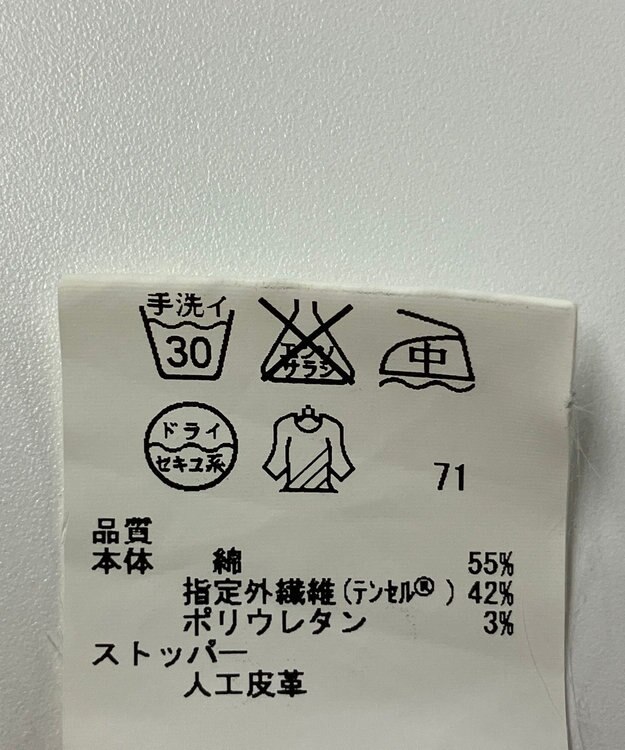 手洗イ
30
エンソ
サラシ
中
ドライ
セキユ系
71
品質
本体 綿 55%
指定外繊維(ﾃﾝｾﾙ®) 42%
ポリウレタン 3%
ストッパー
人工皮革